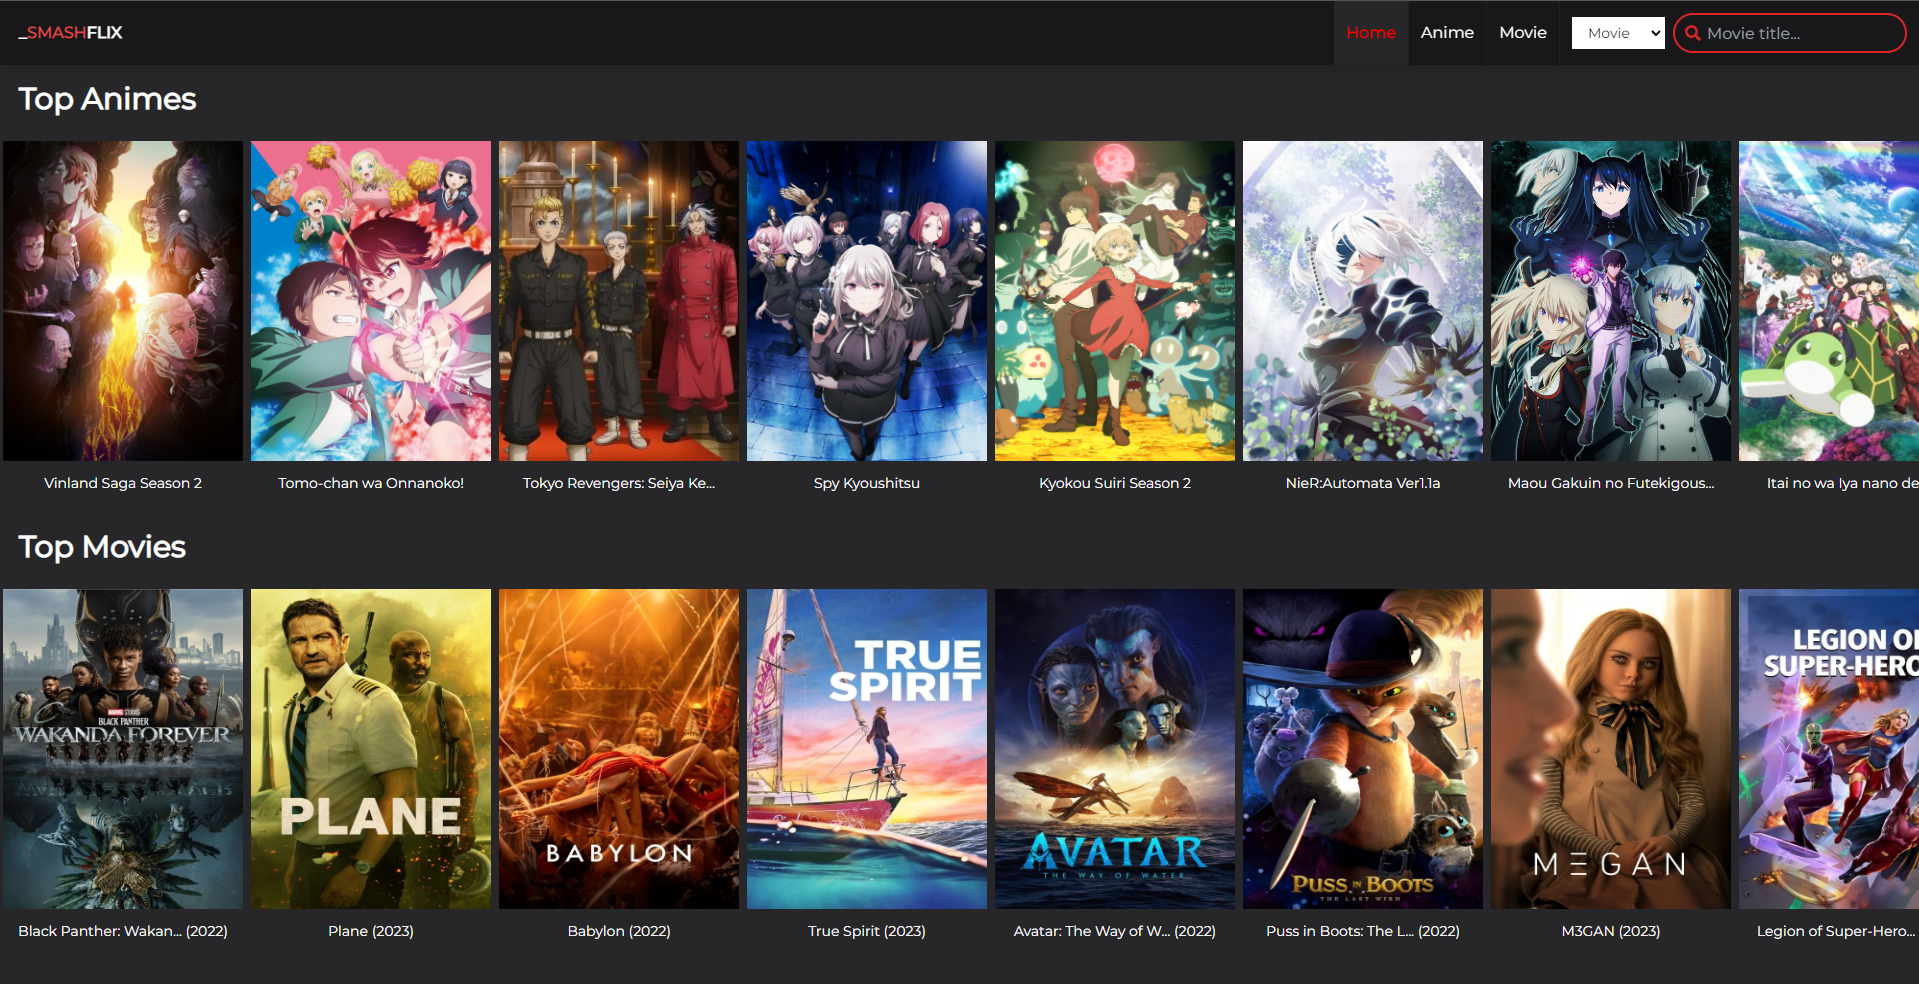 _SMASHFLIX
Home Anime Movie Movie Movie title...
Top Animes
Vinland Saga Season 2
Tomo-chan wa Onnanoko!
Tokyo Revengers: Seiya Ke...
Spy Kyoushitsu
Kyokou Suiri Season 2
NieR:Automata Ver1.1a
Maou Gakuin no Futekigous...
Itai no wa Iya nano de
Top Movies
MARVEL STUDIOS
BLACK PANTHER
WAKANDA FOREVER
PLANE
BABYLON
TRUE
SPIRIT
AVATAR
THE WAY OF WATER
PUSS IN BOOTS
THE LAST WISH
M3GAN
LEGION OF
SUPER-HERO
Black Panther: Wakan... (2022)
Plane (2023)
Babylon (2022)
True Spirit (2023)
Avatar: The Way of W... (2022)
Puss in Boots: The L... (2022)
M3GAN (2023)
Legion of Super-Hero...